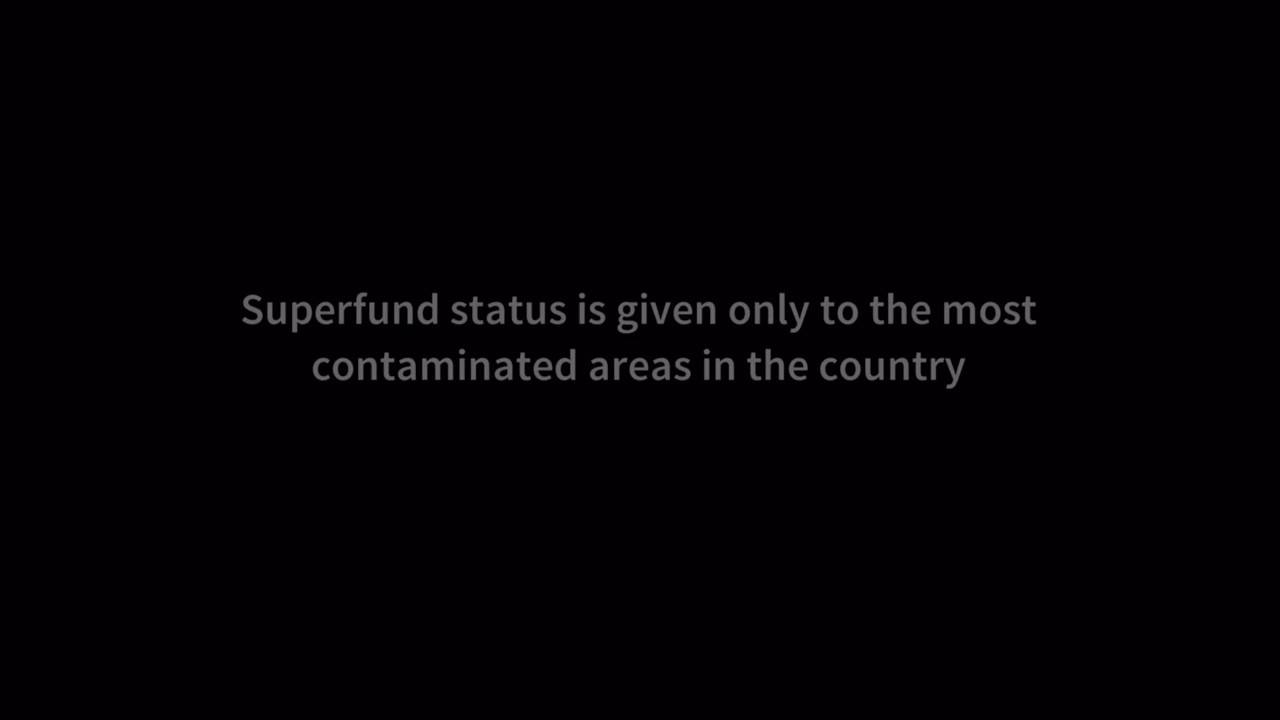 Superfund status is given only to the most
contaminated areas in the country